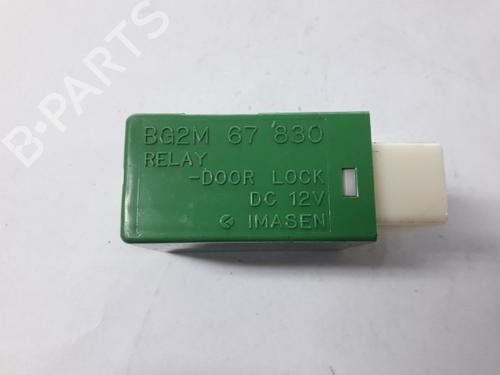 BG2M 67 830
RELAY
-DOOR LOCK
DC 12V
IMASEN
B-PARTS